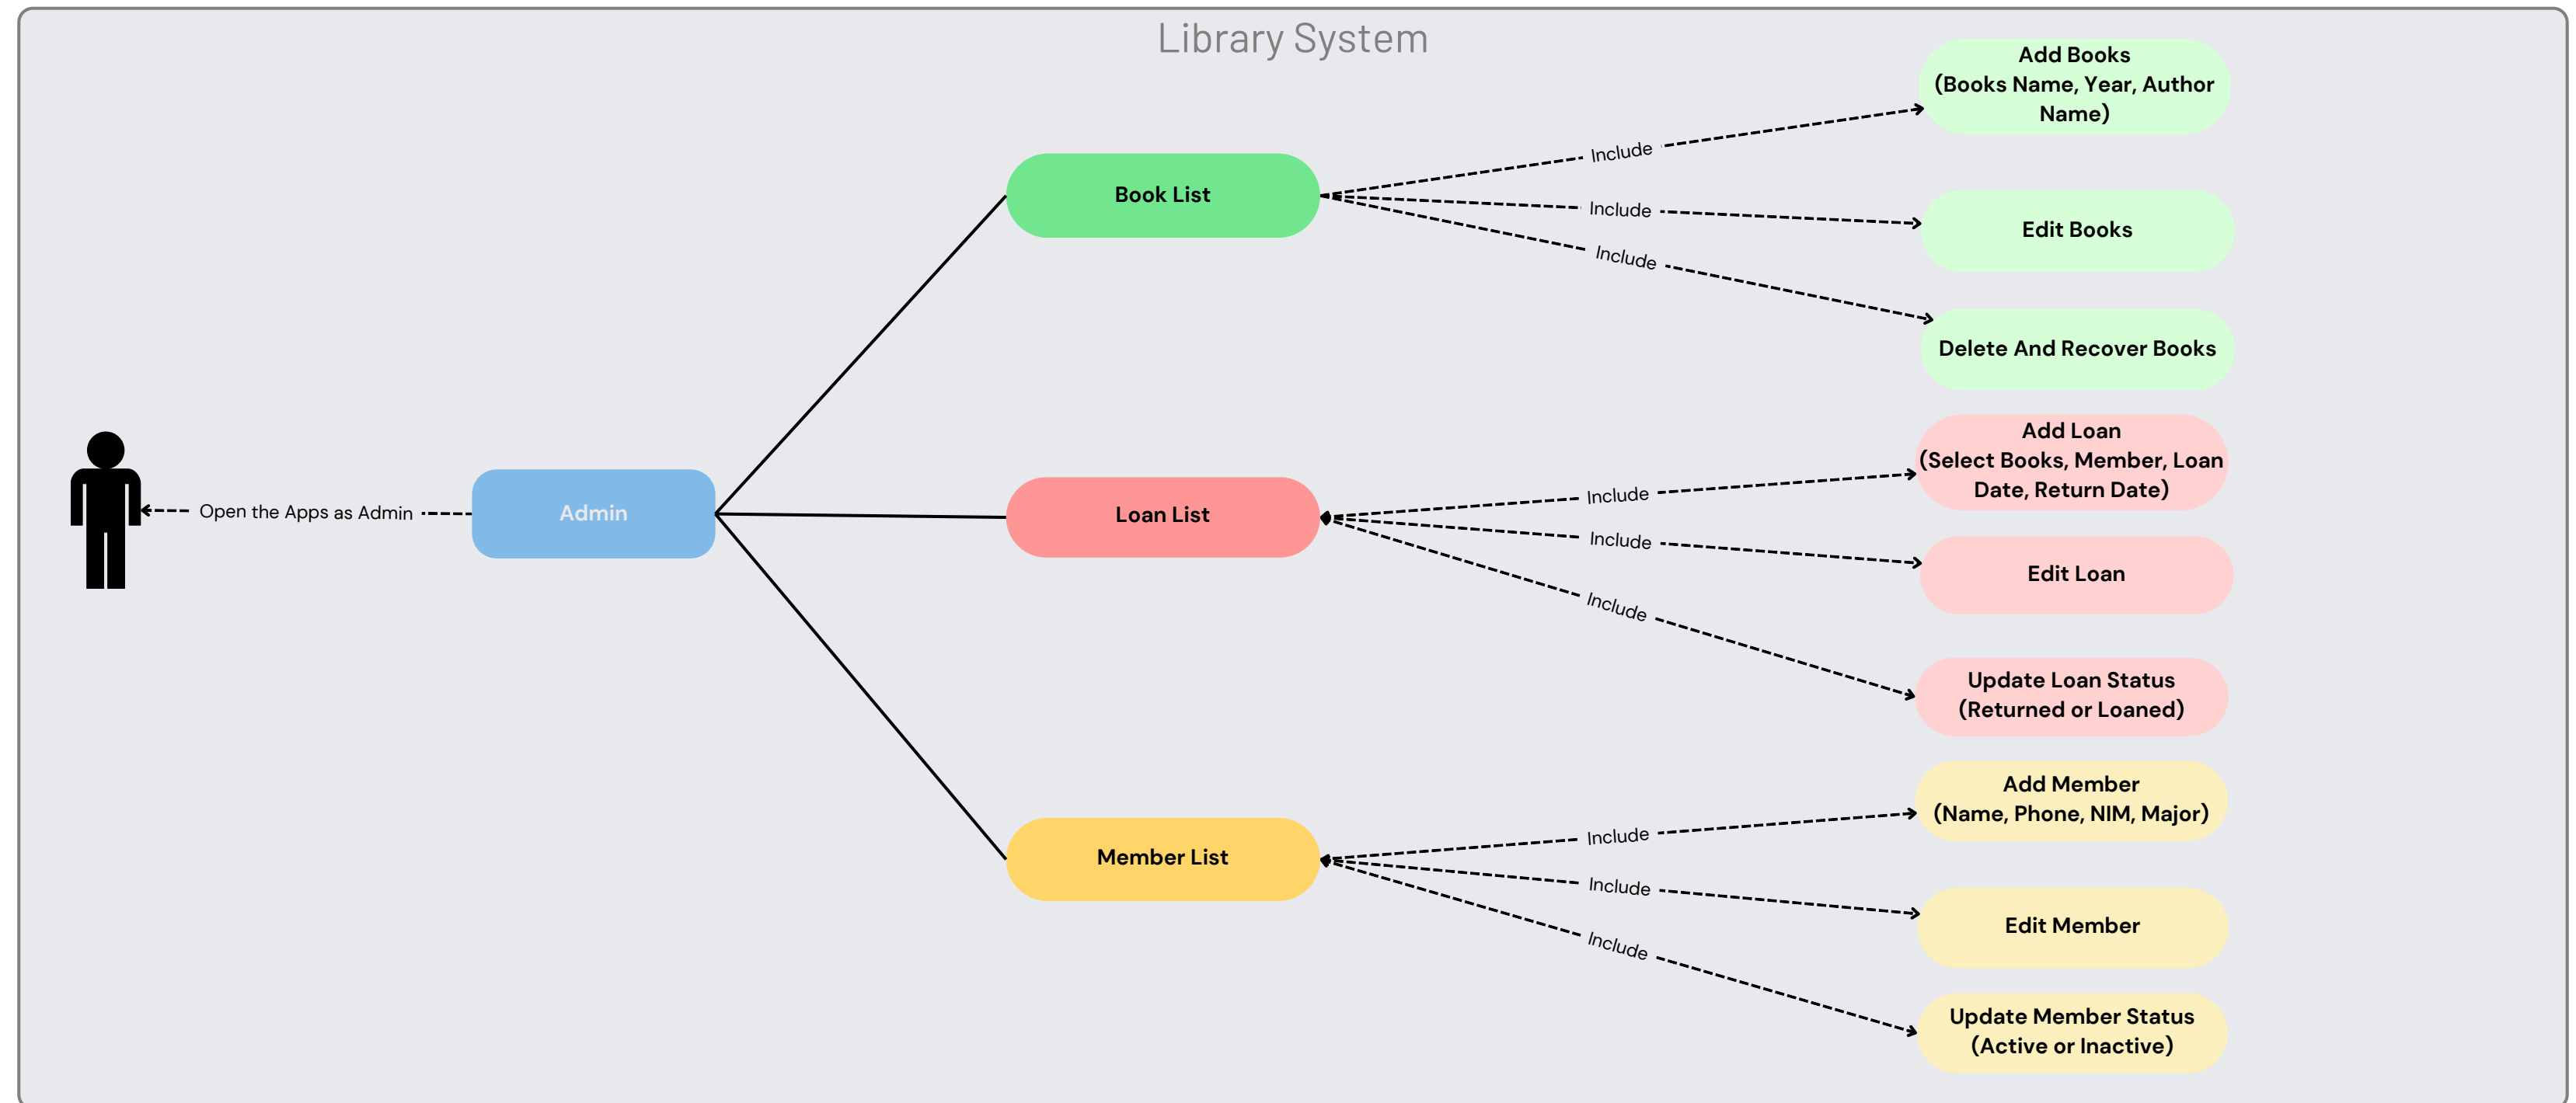 Library System
Add Books
(Books Name, Year, Author
Name)
Include
Book List
Include
Edit Books
Include
Delete And Recover Books
Open the Apps as Admin
Admin
Add Loan
(Select Books, Member, Loan
Date, Return Date)
Include
Loan List
Include
Edit Loan
Include
Update Loan Status
(Returned or Loaned)
Add Member
(Name, Phone, NIM, Major)
Include
Member List
Include
Edit Member
Include
Update Member Status
(Active or Inactive)